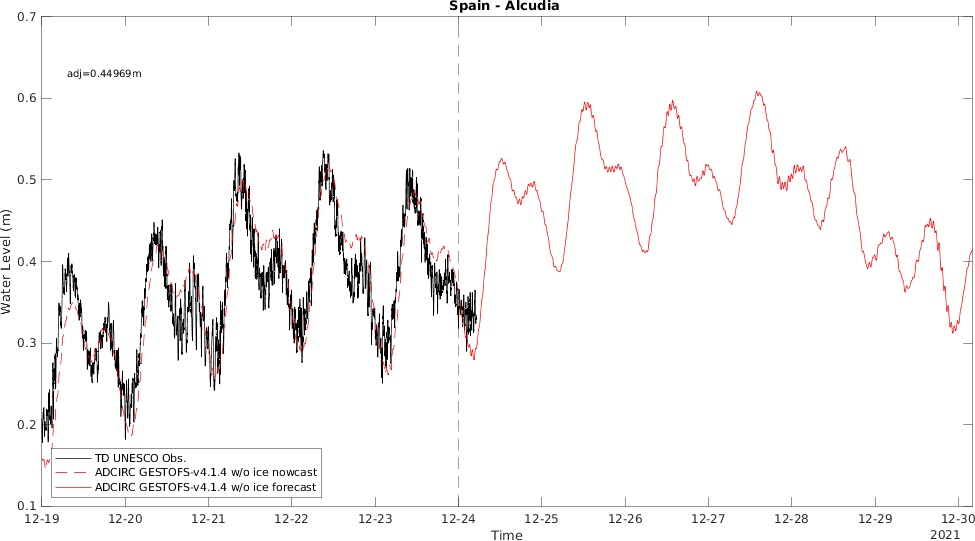 Spain - Alcudia
0.7
0.6
0.5
0.4
0.3
0.2
0.1
Water Level (m)
adj=0.44969m
TD UNESCO Obs.
ADCIRC GESTOFS-v4.1.4 w/o ice nowcast
ADCIRC GESTOFS-v4.1.4 w/o ice forecast
12-19 12-20 12-21 12-22 12-23 12-24 12-25 12-26 12-27 12-28 12-29 12-30
Time
2021